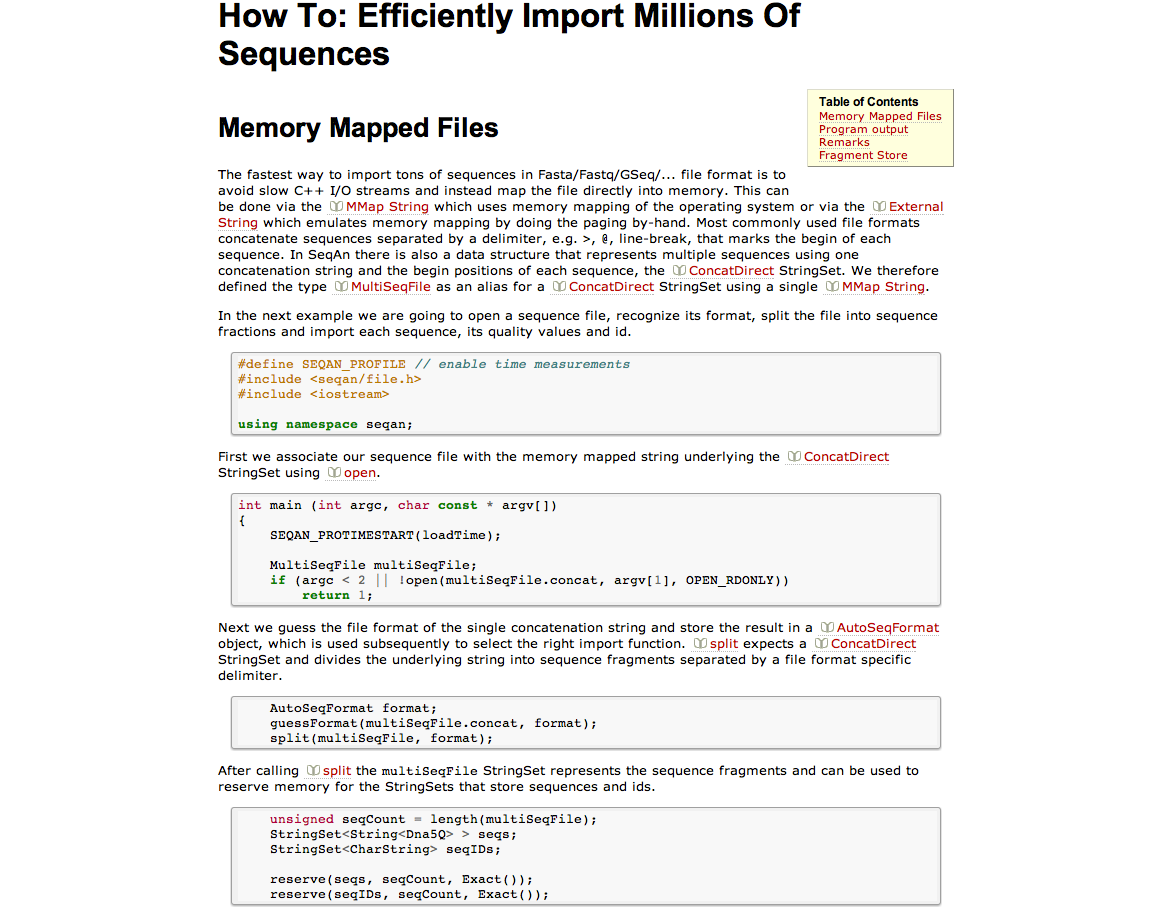 How To: Efficiently Import Millions Of
Sequences
Table of Contents
Memory Mapped Files
Program output
Remarks
Fragment Store
Memory Mapped Files
The fastest way to import tons of sequences in Fasta/Fastq/GSeq/... file format is to
avoid slow C++ I/O streams and instead map the file directly into memory. This can
be done via the MMap String which uses memory mapping of the operating system or via the External
String which emulates memory mapping by doing the paging by-hand. Most commonly used file formats
concatenate sequences separated by a delimiter, e.g. >, @, line-break, that marks the begin of each
sequence. In SeqAn there is also a data structure that represents multiple sequences using one
concatenation string and the begin positions of each sequence, the ConcatDirect StringSet. We therefore
defined the type MultiSeqFile as an alias for a ConcatDirect StringSet using a single MMap String.
In the next example we are going to open a sequence file, recognize its format, split the file into sequence
fractions and import each sequence, its quality values and id.
#define SEQAN_PROFILE // enable time measurements
#include <seqan/file.h>
#include <iostream>
using namespace seqan;
First we associate our sequence file with the memory mapped string underlying the ConcatDirect
StringSet using open.
int main (int argc, char const * argv[])
{
    SEQAN_PROTIMESTART(loadTime);
    MultiSeqFile multiSeqFile;
    if (argc < 2 || !open(multiSeqFile.concat, argv[1], OPEN_RDONLY))
        return 1;
Next we guess the file format of the single concatenation string and store the result in a AutoSeqFormat
object, which is used subsequently to select the right import function. split expects a ConcatDirect
StringSet and divides the underlying string into sequence fragments separated by a file format specific
delimiter.
    AutoSeqFormat format;
    guessFormat(multiSeqFile.concat, format);
    split(multiSeqFile, format);
After calling split the multiSeqFile StringSet represents the sequence fragments and can be used to
reserve memory for the StringSets that store sequences and ids.
    unsigned seqCount = length(multiSeqFile);
    StringSet<String<Dna5Q> > seqs;
    StringSet<CharString> seqIDs;
    reserve(seqs, seqCount, Exact());
    reserve(seqIDs, seqCount, Exact());